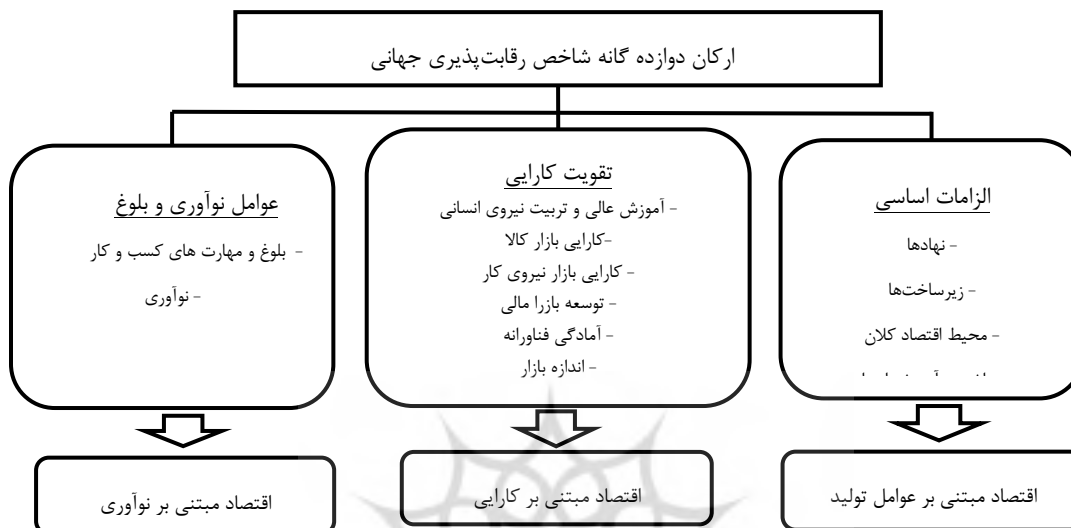 ارکان دوازده گانه شاخص رقابت‌پذیری جهانی
الزامات اساسی
- نهادها
- زیرساخت‌ها
- محیط اقتصاد کلان
تقویت کارایی
- آموزش عالی و تربیت نیروی انسانی
-کارایی بازار کالا
- کارایی بازار نیروی کار
- توسعه بازرا مالی
- آمادگی فناورانه
- اندازه بازار
عوامل نوآوری و بلوغ
- بلوغ و مهارت های کسب و کار
- نوآوری
اقتصاد مبتنی بر عوامل تولید
اقتصاد مبتنی بر کارایی
اقتصاد مبتنی بر نوآوری